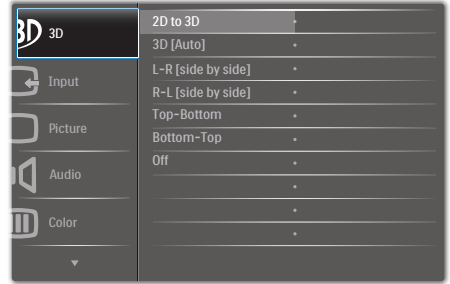 3D 3D
Input
Picture
Audio
Color
2D to 3D
3D [Auto]
L-R [side by side]
R-L [side by side]
Top-Bottom
Bottom-Top
Off